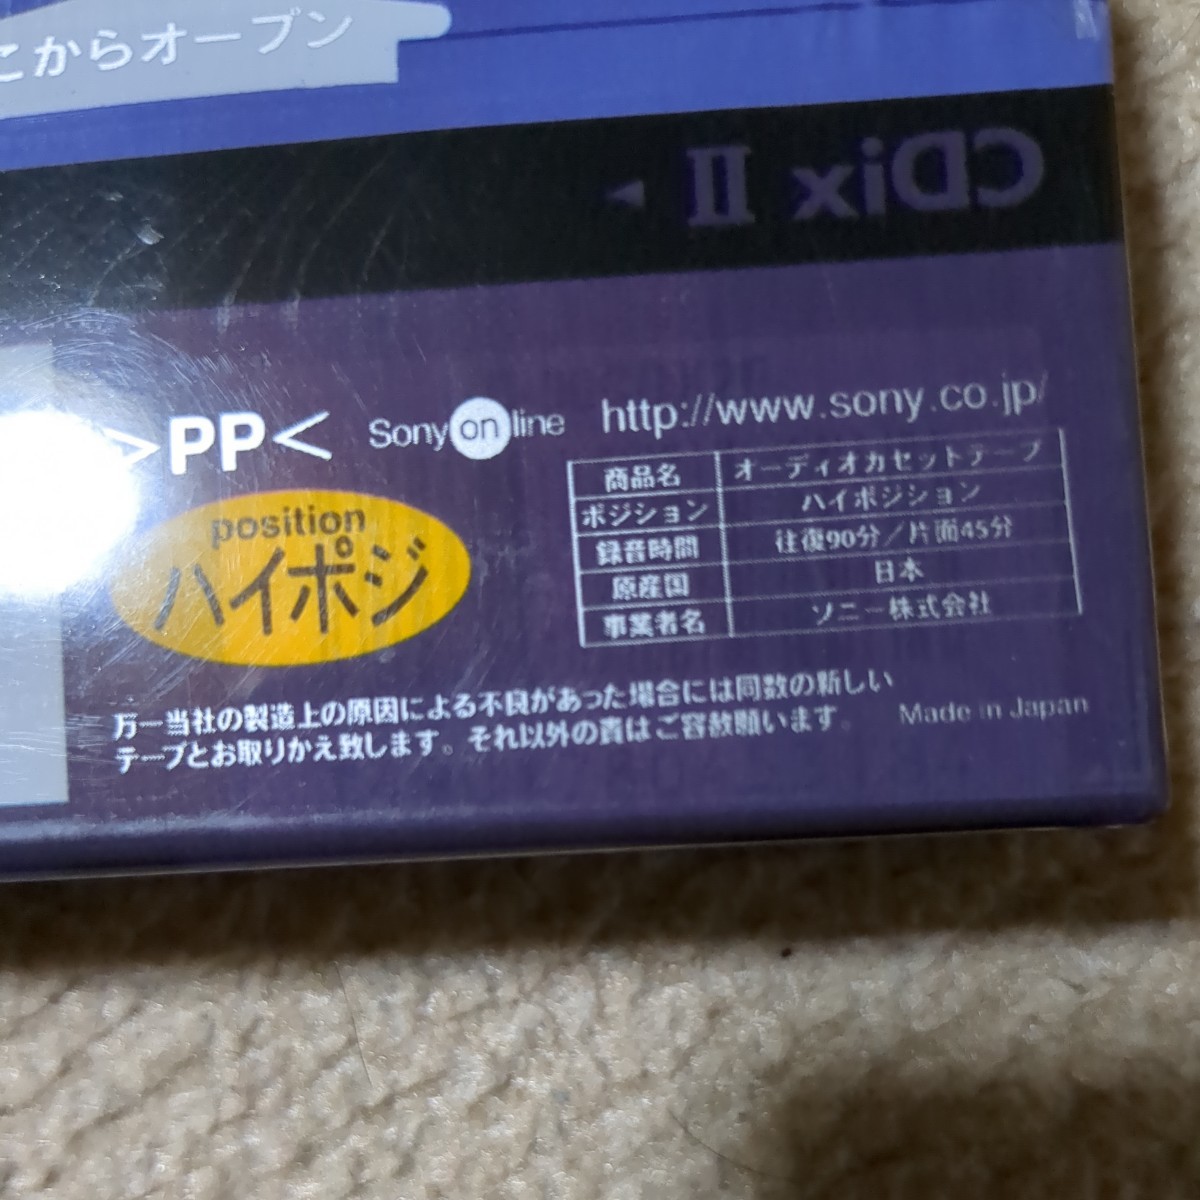 こからオープン
CDix II
>PP< Sony on line http://www.sony.co.jp/
position
ハイポジ
商品名 オーディオカセットテープ
ポジション ハイポジション
録音時間 往復90分/片面45分
原産国 日本
事業者名 ソニー株式会社
万一当社の製造上の原因による不良があった場合には同数の新しい
テープとお取りかえ致します。それ以外の責はご容赦願います。
Made in Japan